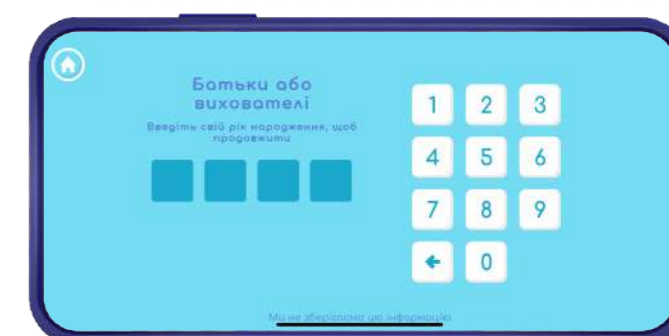 Батьки або
вихователі
Введіть свій рік народження, щоб
продовжити
1 2 3
4 5 6
7 8 9
0
Ми не зберігаємо цю інформацію